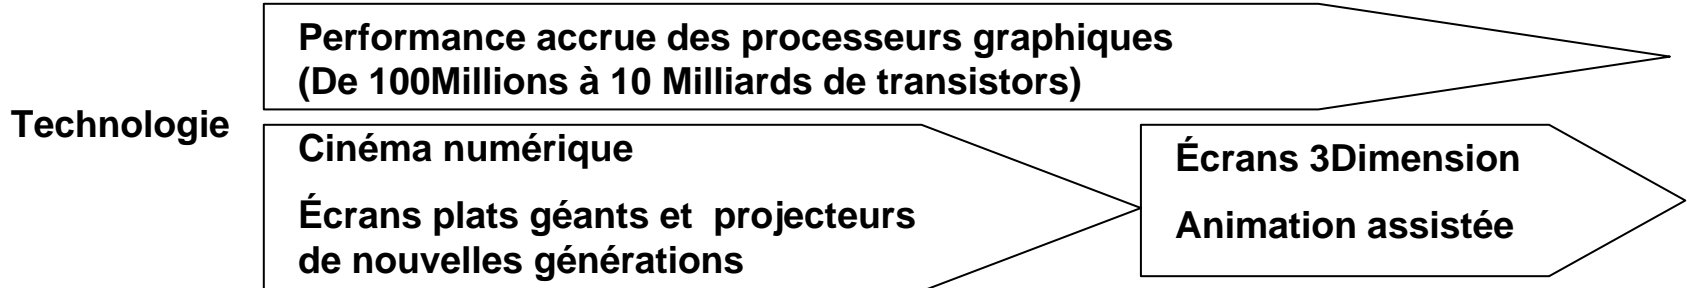 Performance accrue des processeurs graphiques
(De 100Millions à 10 Milliards de transistors)
Technologie
Cinéma numérique
Écrans plats géants et  projecteurs
de nouvelles générations
Écrans 3Dimension
Animation assistée